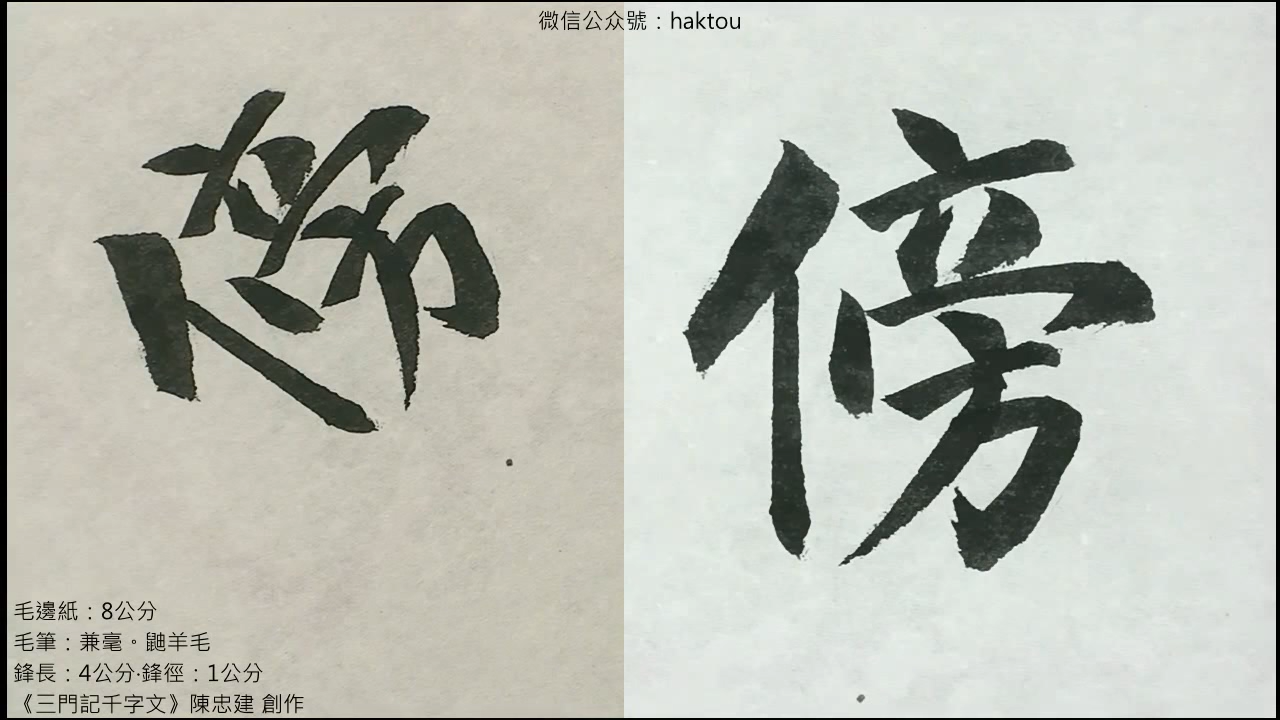 微信公众號：haktou
傍
傍
毛邊紙：8公分
毛筆：兼毫。鼬羊毛
鋒長：4公分·鋒徑：1公分
《三門記千字文》陳忠建 創作